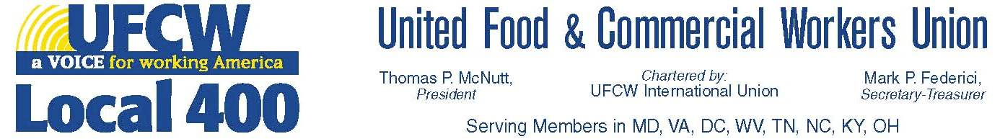 UFCW
a VOICE for working America
Local 400
United Food & Commercial Workers Union
Thomas P. McNutt,
President
Chartered by:
UFCW International Union
Mark P. Federici,
Secretary-Treasurer
Serving Members in MD, VA, DC, WV, TN, NC, KY, OH